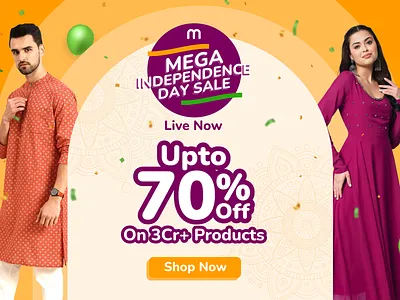 m
MEGA
INDEPENDENCE
DAY SALE
Live Now
Upto
70% Off
On 3Cr+ Products
Shop Now